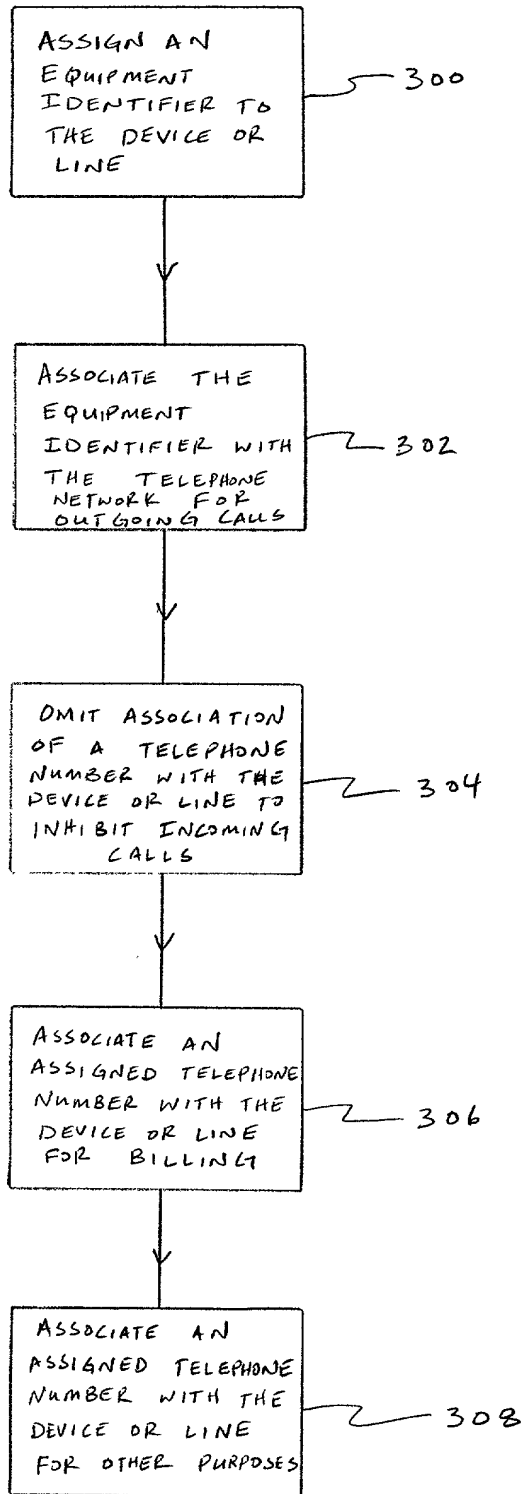 ASSIGN AN
EQUIPMENT
IDENTIFIER TO
THE DEVICE OR
LINE
300
ASSOCIATE THE
EQUIPMENT
IDENTIFIER WITH
THE TELEPHONE
NETWORK FOR
OUTGOING CALLS
302
OMIT ASSOCIATION
OF A TELEPHONE
NUMBER WITH THE
DEVICE OR LINE TO
INHIBIT INCOMING
CALLS
304
ASSOCIATE AN
ASSIGNED TELEPHONE
NUMBER WITH THE
DEVICE OR LINE
FOR BILLING
306
ASSOCIATE AN
ASSIGNED TELEPHONE
NUMBER WITH THE
DEVICE OR LINE
FOR OTHER PURPOSES
308